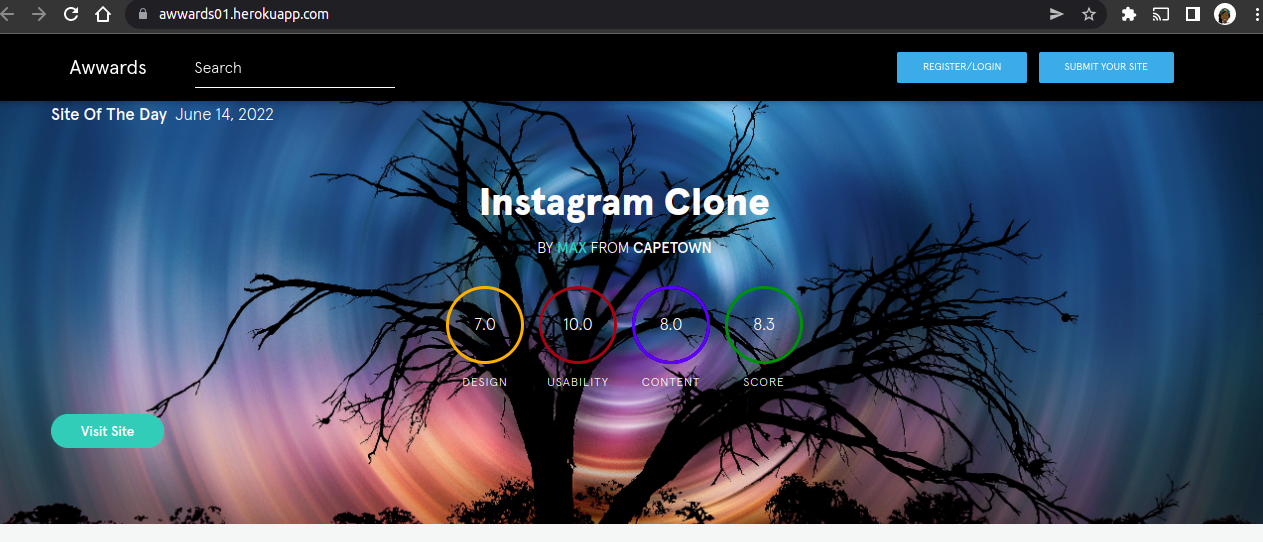 awwards01.herokuapp.com
Awwards
Search
REGISTER/LOGIN
SUBMIT YOUR SITE
Site Of The Day June 14, 2022
Instagram Clone
BY MAX FROM CAPETOWN
7.0 10.0 8.0 8.3
DESIGN USABILITY CONTENT SCORE
Visit Site